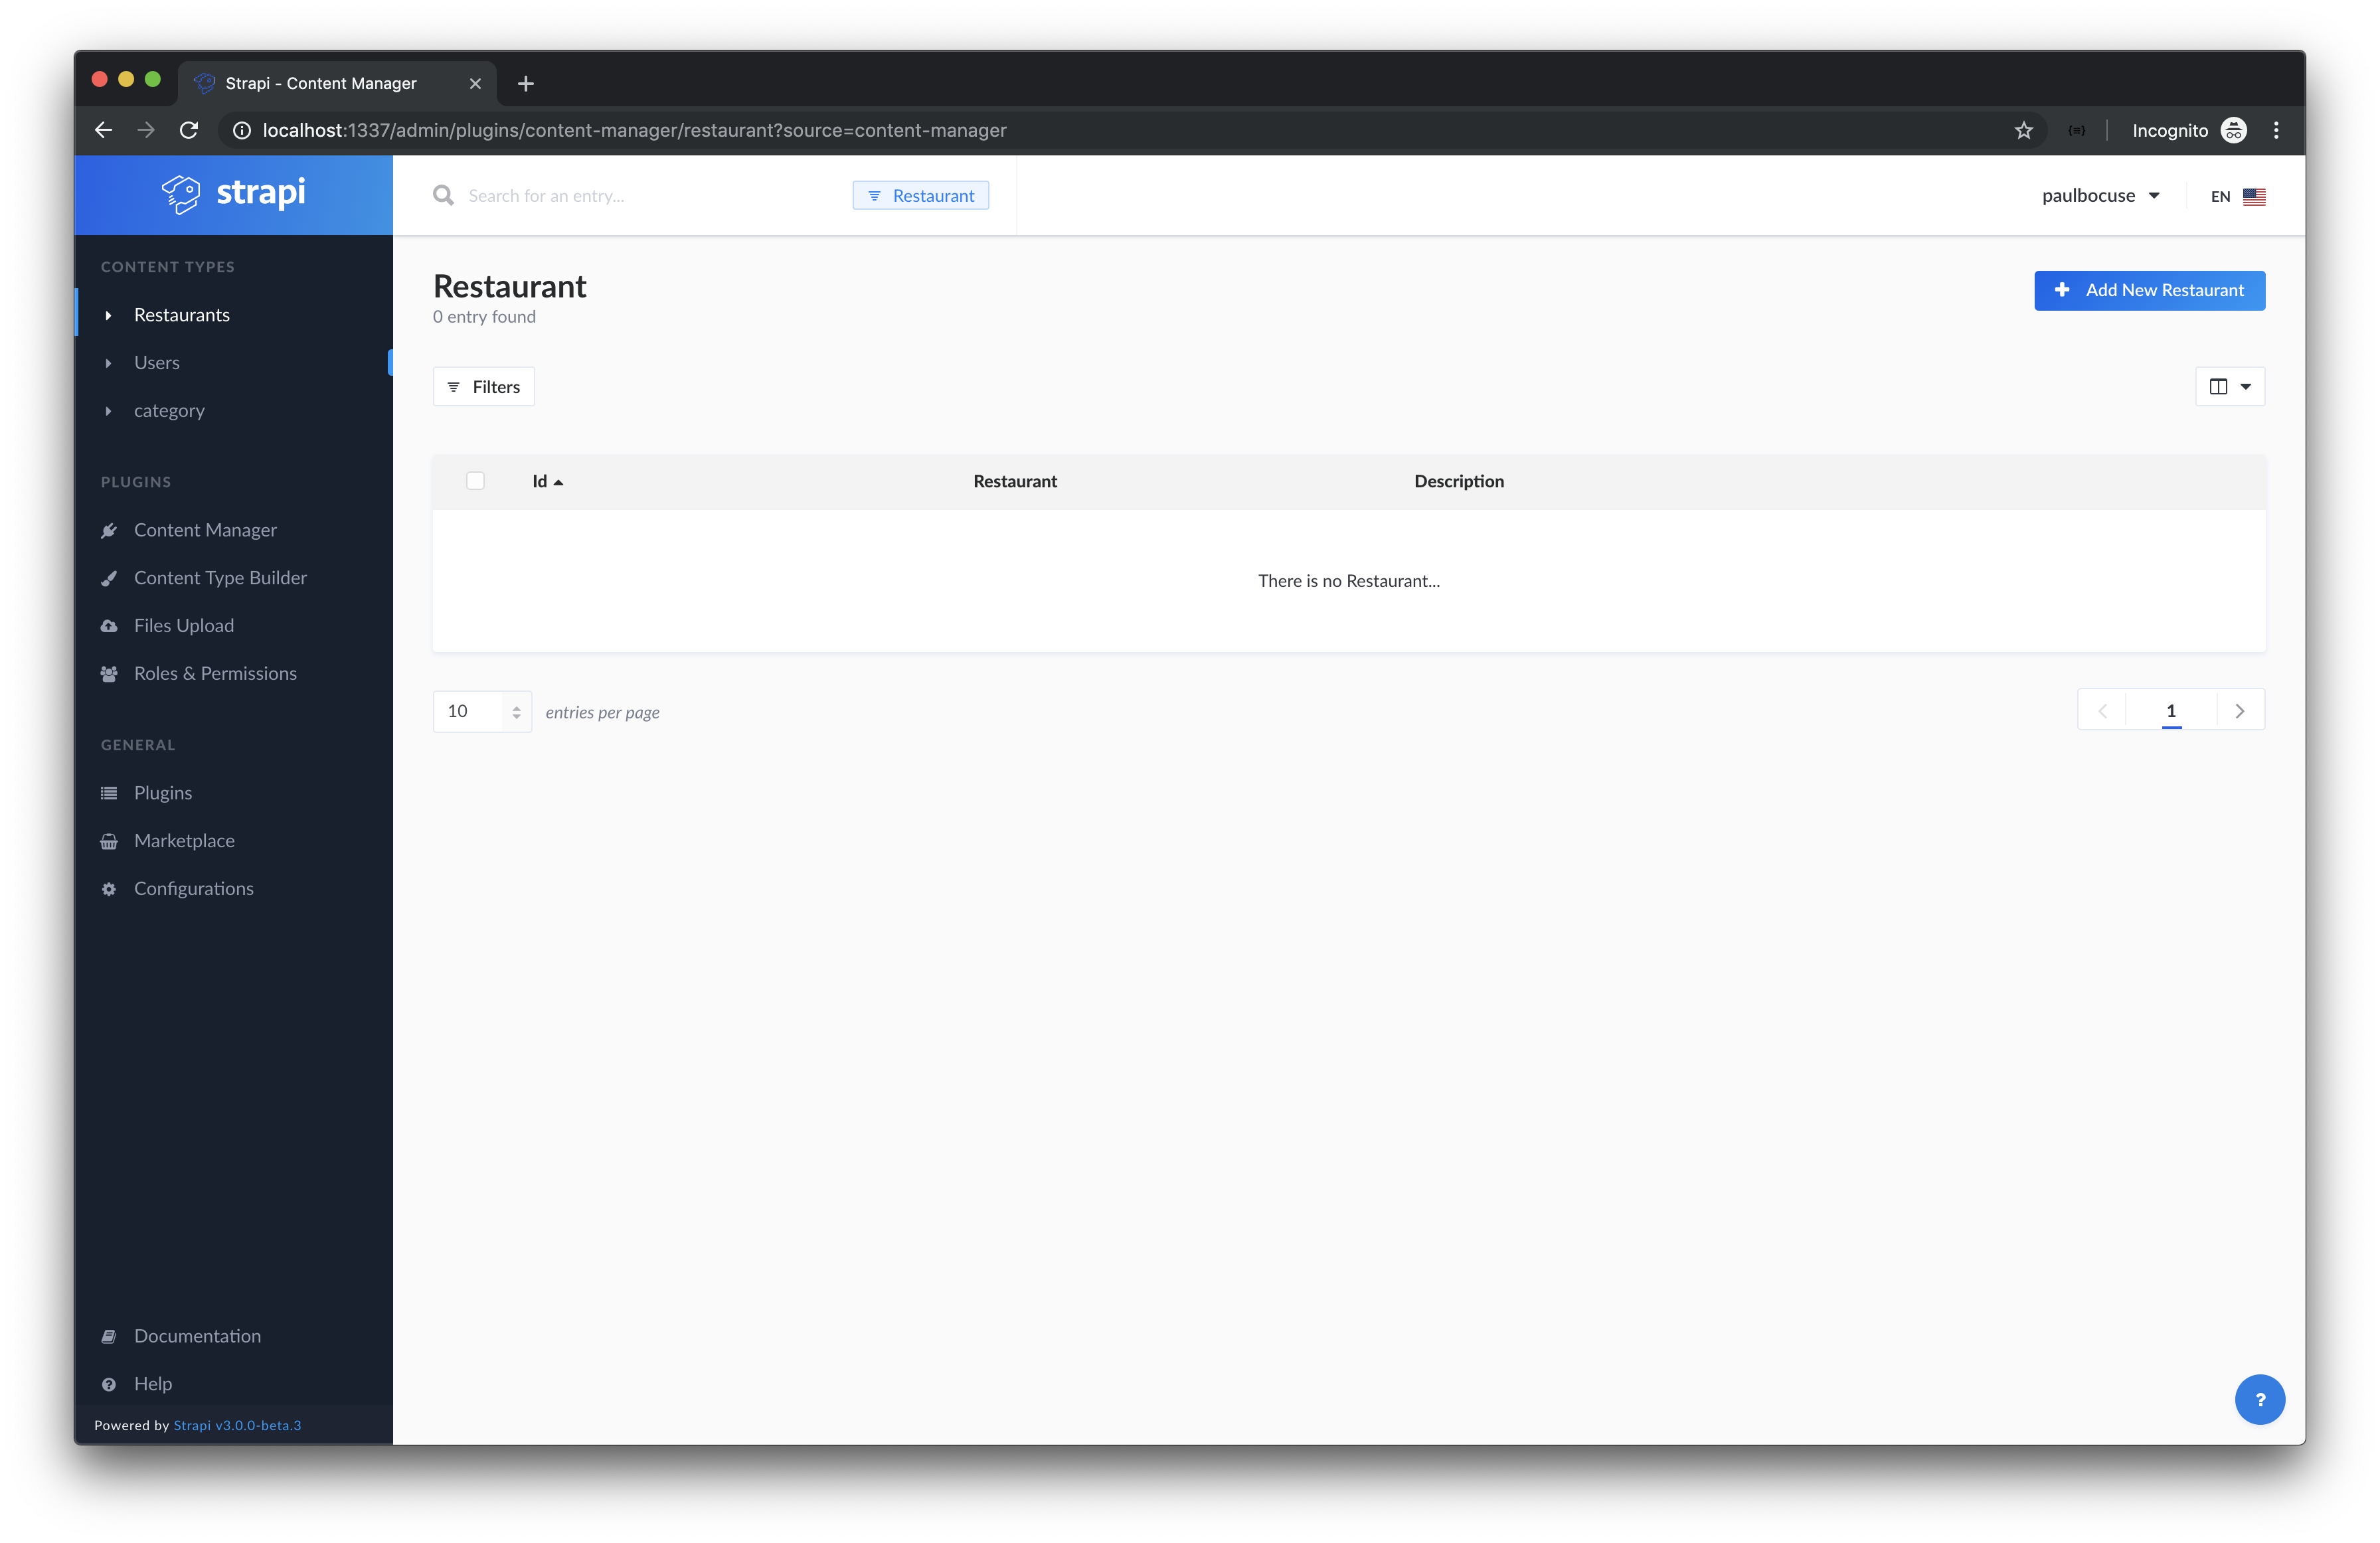 Strapi - Content Manager
localhost:1337/admin/plugins/content-manager/restaurant?source=content-manager
Incognito
strapi
Search for an entry...
Restaurant
paulbocuse
EN
CONTENT TYPES
Restaurants
Users
category
PLUGINS
Content Manager
Content Type Builder
Files Upload
Roles & Permissions
GENERAL
Plugins
Marketplace
Configurations
Documentation
Help
Powered by Strapi v3.0.0-beta.3
Restaurant
0 entry found
Add New Restaurant
Filters
Id Restaurant Description
There is no Restaurant...
10 entries per page
1
?